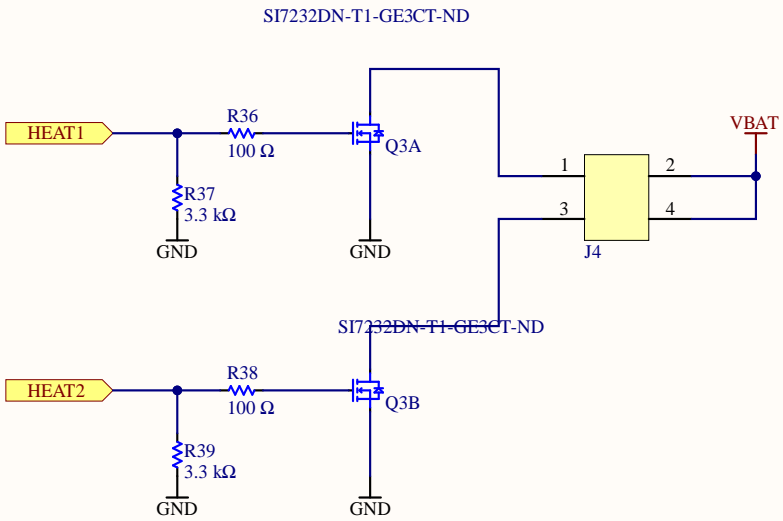 SI7232DN-T1-GE3CT-ND
HEAT1
R36
100 Ω
Q3A
R37
3.3 kΩ
GND
GND
VBAT
1
2
3
4
J4
SI7232DN-T1-GE3CT-ND
HEAT2
R38
100 Ω
Q3B
R39
3.3 kΩ
GND
GND